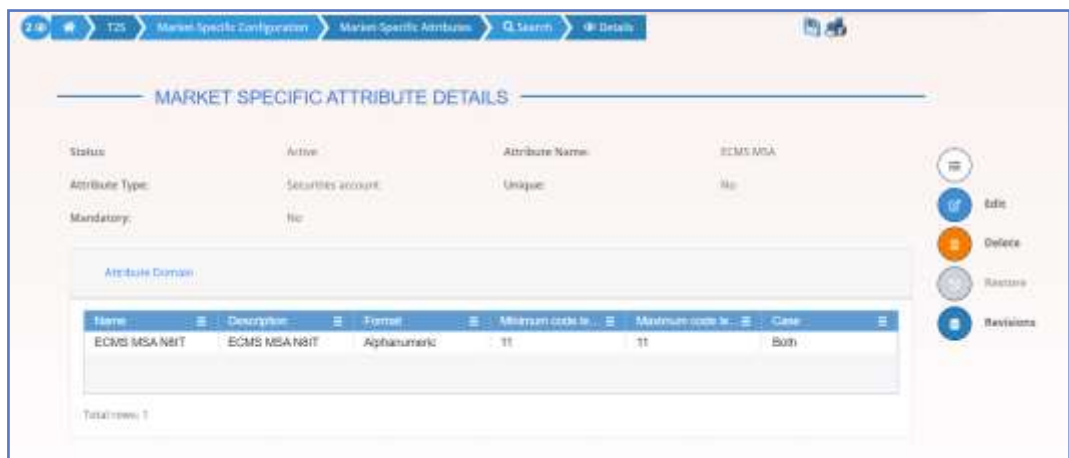 2
T2S Market-Specific Configuration Market-Specific Attributes Search Details
MARKET SPECIFIC ATTRIBUTE DETAILS
Status: Active Attribute Name: ECMS MSA
Attribute Type: Securities account Unique: No
Mandatory: No
Edit
Delete
Restore
Revisions
Attribute Domain
Name Description Format Minimum code le... Maximum code le... Case
ECMS MSA N8IT ECMS MSA N8IT Alphanumeric 11 11 Both
Total rows: 1